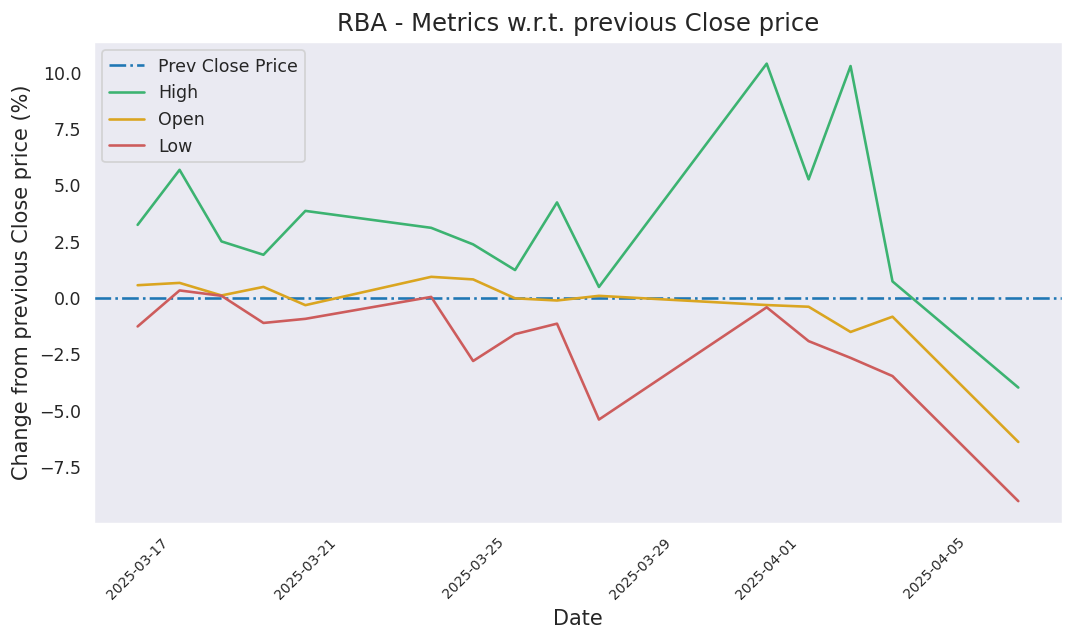 RBA - Metrics w.r.t. previous Close price
Prev Close Price
High
Open
Low
Change from previous Close price (%)
10.0
7.5
5.0
2.5
0.0
−2.5
−5.0
−7.5
2025-03-17
2025-03-21
2025-03-25
2025-03-29
2025-04-01
2025-04-05
Date